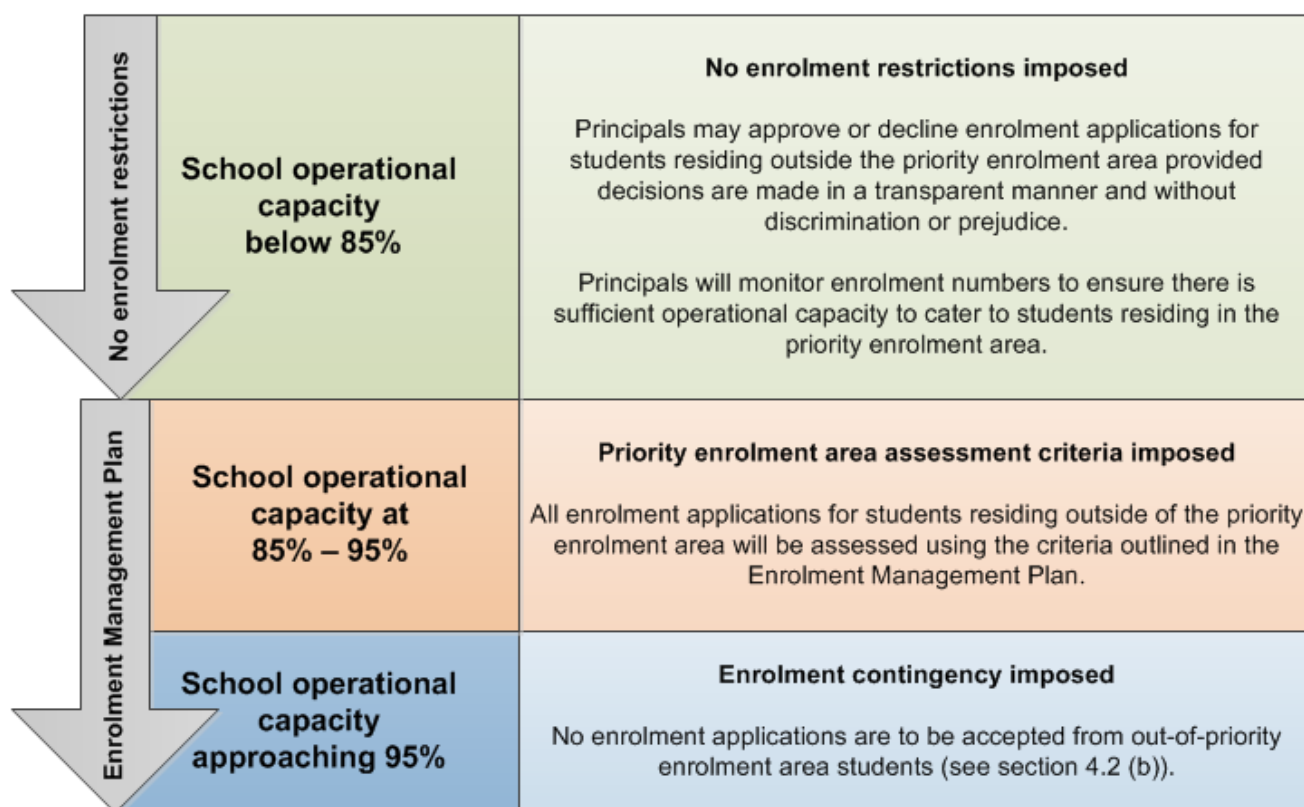 No enrolment restrictions
School operational
capacity
below 85%
No enrolment restrictions imposed
Principals may approve or decline enrolment applications for
students residing outside the priority enrolment area provided
decisions are made in a transparent manner and without
discrimination or prejudice.
Principals will monitor enrolment numbers to ensure there is
sufficient operational capacity to cater to students residing in the
priority enrolment area.
Enrolment Management Plan
School operational
capacity at
85% – 95%
Priority enrolment area assessment criteria imposed
All enrolment applications for students residing outside of the priority
enrolment area will be assessed using the criteria outlined in the
Enrolment Management Plan.
School operational
capacity
approaching 95%
Enrolment contingency imposed
No enrolment applications are to be accepted from out-of-priority
enrolment area students (see section 4.2 (b)).